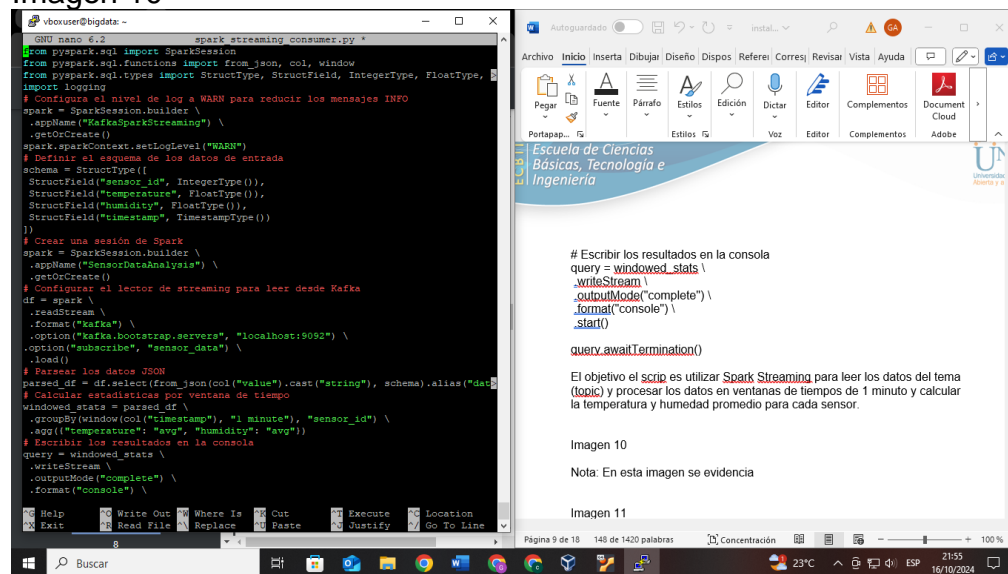 Imagen 10
vboxuser@bigdata: ~
GNU nano 6.2 spark_streaming_consumer.py *
from pyspark.sql import SparkSession
from pyspark.sql.functions import from_json, col, window
from pyspark.sql.types import StructType, StructField, IntegerType, FloatType, >
import logging
# Configura el nivel de log a WARN para reducir los mensajes INFO
spark = SparkSession.builder \
.appName("KafkaSparkStreaming") \
.getOrCreate()
spark.sparkContext.setLogLevel("WARN")
# Definir el esquema de los datos de entrada
schema = StructType([
StructField("sensor_id", IntegerType()),
StructField("temperature", FloatType()),
StructField("humidity", FloatType()),
StructField("timestamp", TimestampType())
])
# Crear una sesión de Spark
spark = SparkSession.builder \
.appName("SensorDataAnalysis") \
.getOrCreate()
# Configurar el lector de streaming para leer desde Kafka
df = spark \
.readStream \
.format("kafka") \
.option("kafka.bootstrap.servers", "localhost:9092") \
.option("subscribe", "sensor_data") \
.load()
# Parsear los datos JSON
parsed_df = df.select(from_json(col("value").cast("string"), schema).alias("dat>
# Calcular estadísticas por ventana de tiempo
windowed_stats = parsed_df \
.groupBy(window(col("timestamp"), "1 minute"), "sensor_id") \
.agg({"temperature": "avg", "humidity": "avg"})
# Escribir los resultados en la consola
query = windowed_stats \
.writeStream \
.outputMode("complete") \
.format("console") \
^G Help ^O Write Out ^W Where Is ^K Cut ^T Execute ^C Location
^X Exit ^R Read File ^\ Replace ^U Paste ^J Justify ^/ Go To Line
8
Autoguardado instal... GA
Archivo Inicio Inserta Dibujar Diseño Dispos Referei Corres Revisar Vista Ayuda
Pegar Fuente Párrafo Estilos Edición Dictar Editor Complementos Document Cloud
Portapap... Estilos Voz Editor Complementos Adobe
Escuela de Ciencias
Básicas, Tecnología e
Ingeniería
# Escribir los resultados en la consola
query = windowed_stats \
.writeStream \
.outputMode("complete") \
.format("console") \
.start()
query.awaitTermination()
El objetivo el scrip es utilizar Spark Streaming para leer los datos del tema
(topic) y procesar los datos en ventanas de tiempos de 1 minuto y calcular
la temperatura y humedad promedio para cada sensor.
Imagen 10
Nota: En esta imagen se evidencia
Imagen 11
Página 9 de 18 148 de 1420 palabras Concentración 100 %
Buscar 23°C ESP 21:55
16/10/2024